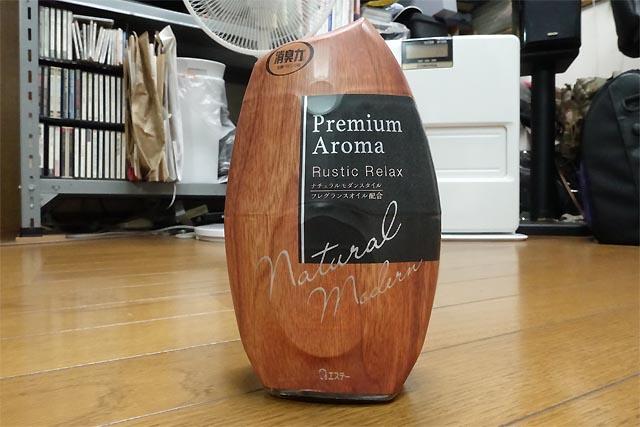 消臭力
Premium
Aroma
Rustic Relax
ナチュラルモダンスタイル
フレグランスオイル配合
Natural
Modern
エステー